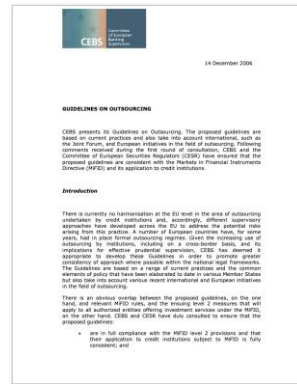 Committee
of European
Banking
Supervisors
CEBS
14 December 2006
GUIDELINES ON OUTSOURCING
CEBS presents its Guidelines on Outsourcing. The proposed guidelines are
based on current practices and also take into account international, such as
the Joint Forum, and European initiatives in the field of outsourcing. Following
comments received during the first round of consultation, CEBS and the
Committee of European Securities Regulators (CESR) have ensured that the
proposed guidelines are consistent with the Markets in Financial Instruments
Directive (MiFID) and its application to credit institutions.
Introduction
There is currently no harmonisation at the EU level in the area of outsourcing
undertaken by credit institutions and, accordingly, different supervisory
approaches have developed across the EU to address the potential risks
arising from this practice. A number of European countries have, for some
years, had in place formal outsourcing regimes. Given the increasing use of
outsourcing by institutions, including on a cross-border basis, and its
implications for effective prudential supervision, CEBS has deemed it
appropriate to develop these Guidelines in order to promote greater
consistency of approach where possible within the national legal frameworks.
The Guidelines are based on a range of current practices and the common
elements of policy that have been elaborated to date in various Member States
but also take into account various recent international and European initiatives
in the field of outsourcing.
There is an obvious overlap between the proposed guidelines, on the one
hand, and relevant MiFID rules, and the ensuing level 2 measures that will
apply to all authorized entities offering investment services under the MiFID,
on the other hand. CEBS and CESR have duly consulted to ensure that the
proposed guidelines:
• are in full compliance with the MiFID level 2 provisions and that
their application to credit institutions subject to MiFID is fully
consistent; and